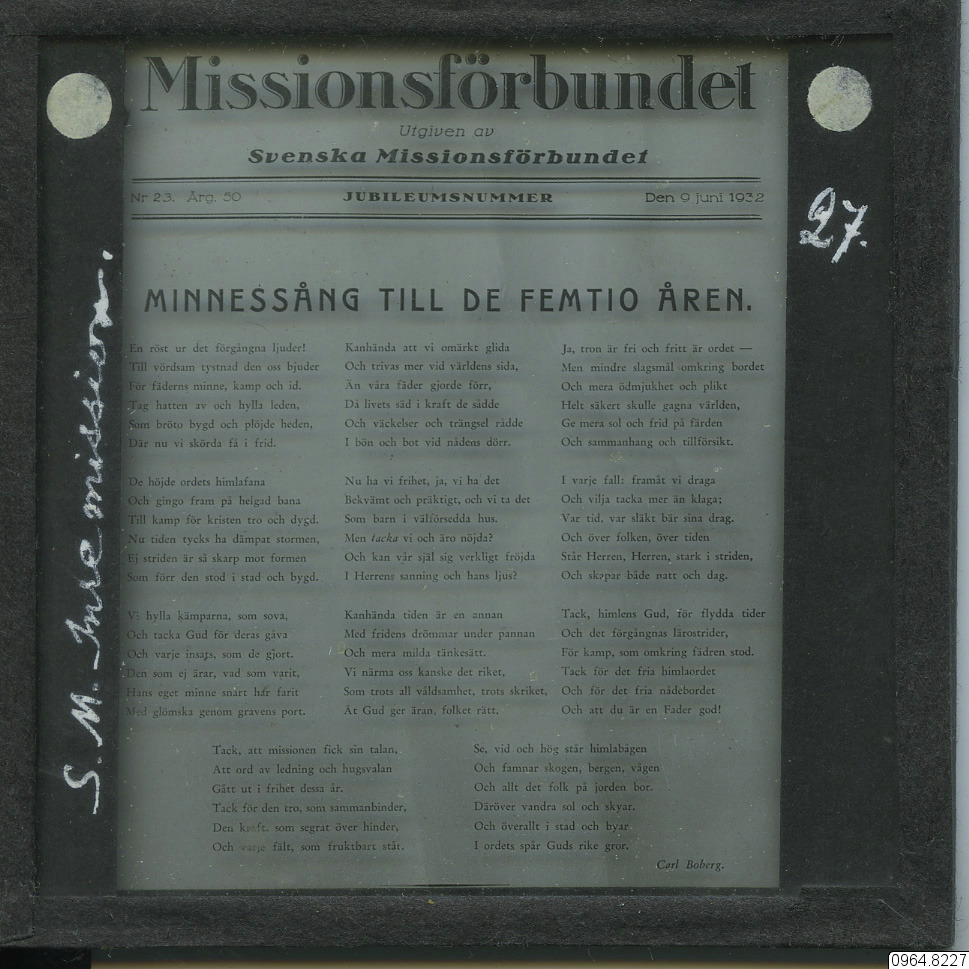 Missionsförbundet
Utgiven av
Svenska Missionsförbundet
Nr 23. Årg. 50 JUBILEUMSNUMMER Den 9 juni 1932
MINNESSÅNG TILL DE FEMTIO ÅREN.
En röst ur det förgångna ljuder!
Till vördsam tystnad den oss bjuder
För fäderns minne, kamp och id.
Tag hatten av och hylla leden,
Som bröto bygd och plöjde heden,
Där nu vi skörda få i frid.
De höjde ordets himlafana
Och gingo fram på helgad bana
Till kamp för kristen tro och dygd.
Nu tiden tycks ha dämpat stormen,
Ej striden är så skarp mot formen
Som förr den stod i stad och bygd.
Vi hylla kämparna, som sova,
Och tacka Gud för deras gåva
Och varje insats, som de gjort.
Den som ej ärar, vad som varit,
Hans eget minne snart har farit
Med glömska genom gravens port.
Kanhända att vi omärkt glida
Och trivas mer vid världens sida,
Än våra fäder gjorde förr,
Då livets säd i kraft de sådde
Och väckelser och trängsel rådde
I bön och bot vid nådens dörr.
Nu ha vi frihet, ja, vi ha det
Bekvämt och präktigt, och vi ta det
Som barn i välförsedda hus.
Men tacka vi och äro nöjda?
Och kan vår själ sig verkligt fröjda
I Herrens sanning och hans ljus?
Kanhända tiden är en annan
Med fridens drömmar under pannan
Och mera milda tänkesätt.
Vi närma oss kanske det riket,
Som trots all våldsamhet, trots skriket,
Åt Gud ger äran, folket rätt.
Ja, tron är fri och fritt är ordet —
Men mindre slagsmål omkring bordet
Och mera ödmjukhet och plikt
Helt säkert skulle gagna världen,
Ge mera sol och frid på färden
Och sammanhang och tillförsikt.
I varje fall: framåt vi draga
Och vilja tacka mer än klaga;
Var tid, var släkt bär sina drag.
Och över folken, över tiden
Står Herren, Herren, stark i striden,
Och skapar både natt och dag.
Tack, himlens Gud, för flydda tider
Och det förgångnas lärostrider,
För kamp, som omkring fädren stod.
Tack för det fria himlaordet
Och för det fria nådebordet
Och att du är en Fader god!
Tack, att missionen fick sin talan,
Att ord av ledning och hugsvalan
Gått ut i frihet dessa år.
Tack för den tro, som sammanbinder,
Den kraft, som segrat över hinder,
Och varje fält, som fruktbart står.
Se, vid och hög står himlabågen
Och famnar skogen, bergen, vågen
Och allt det folk på jorden bor.
Däröver vandra sol och skyar.
Och överallt i stad och byar
I ordets spår Guds rike gror.
Carl Boberg.
S.M. Inre missionen.
27.
0964.8227